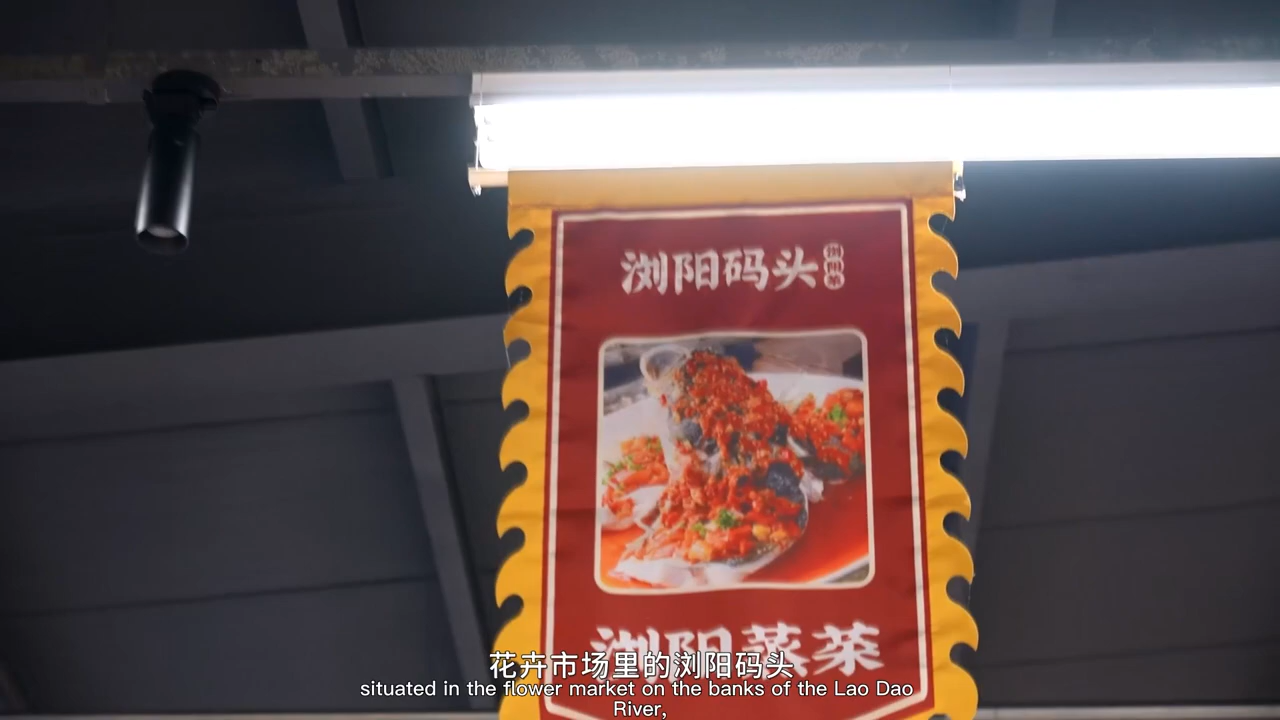 浏阳码头
浏阳蒸菜
花卉市场里的浏阳码头
situated in the flower market on the banks of the Lao Dao
River,